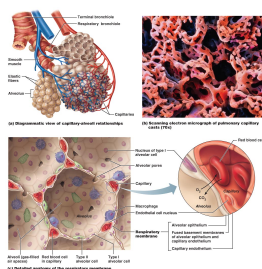 Terminal bronchiole
Respiratory bronchiole
Smooth
muscle
Elastic
fibers
Alveolus
Capillaries
(a) Diagrammatic view of capillary-alveoli relationships
(b) Scanning electron micrograph of pulmonary capillary
casts (70x)
Red blood cell
Nucleus of type I
alveolar cell
Alveolar pores
Capillary
O₂
CO₂
Capillary
Alveolus
Macrophage
Endothelial cell nucleus
Alveolus
Respiratory
membrane
Alveolar epithelium
Fused basement membranes
of alveolar epithelium and
capillary endothelium
Capillary endothelium
Alveoli (gas-filled
air spaces)
Red blood cell
in capillary
Type II
alveolar cell
Type I
alveolar cell
(c) Detailed anatomy of the respiratory membrane